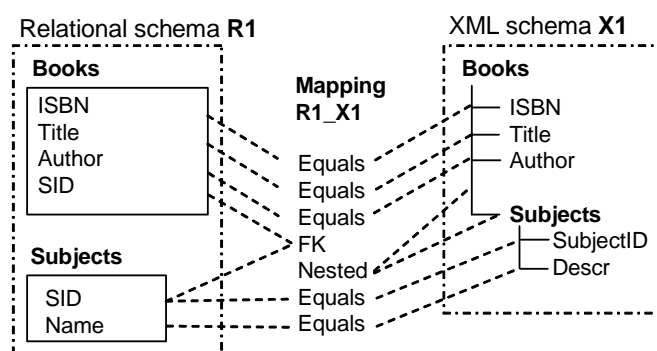 Relational schema R1
Books
ISBN
Title
Author
SID
Subjects
SID
Name
Mapping
R1_X1
Equals
Equals
Equals
FK
Nested
Equals
Equals
XML schema X1
Books
ISBN
Title
Author
Subjects
SubjectID
Descr